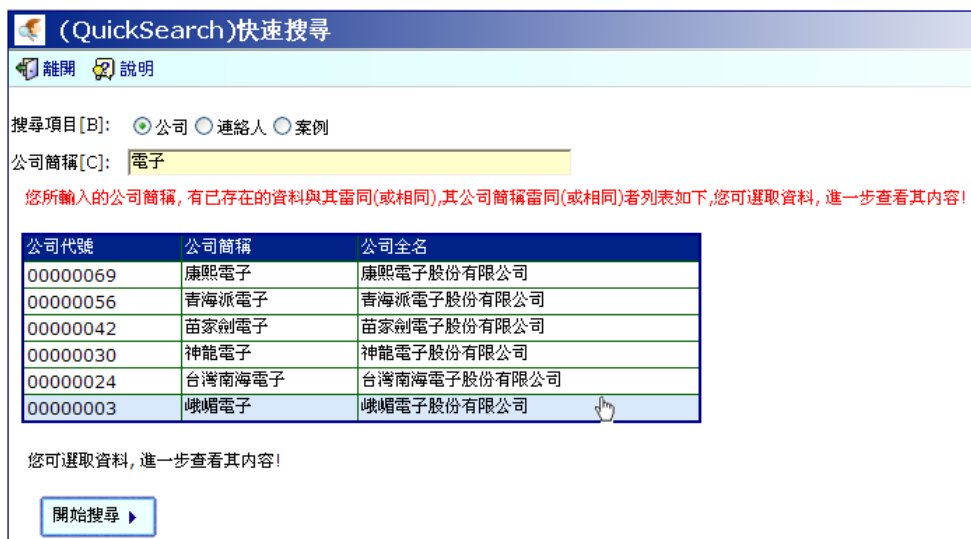 (QuickSearch)快速搜尋
離開 說明
搜尋項目[B]: 公司 連絡人 案例
公司簡稱[C]: 電子
您所輸入的公司簡稱, 有已存在的資料與其雷同(或相同),其公司簡稱雷同(或相同)者列表如下,您可選取資料, 進一步查看其內容!
公司代號 公司簡稱 公司全名
00000069 康熙電子 康熙電子股份有限公司
00000056 青海派電子 青海派電子股份有限公司
00000042 苗家劍電子 苗家劍電子股份有限公司
00000030 神龍電子 神龍電子股份有限公司
00000024 台灣南海電子 台灣南海電子股份有限公司
00000003 峨嵋電子 峨嵋電子股份有限公司
您可選取資料, 進一步查看其內容!
開始搜尋